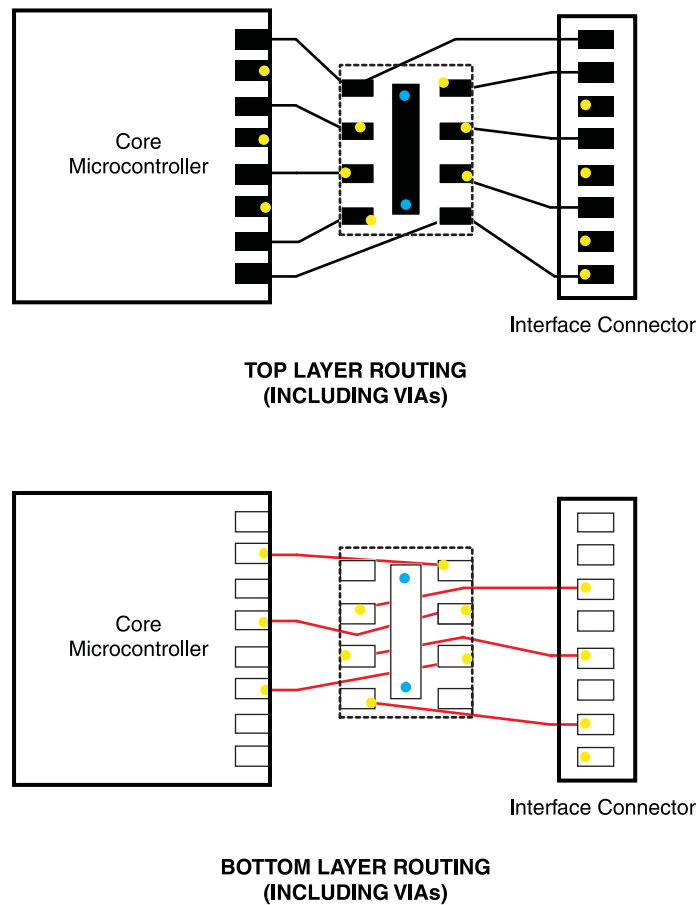 Core
Microcontroller
Interface Connector
TOP LAYER ROUTING
(INCLUDING VIAs)
Core
Microcontroller
Interface Connector
BOTTOM LAYER ROUTING
(INCLUDING VIAs)